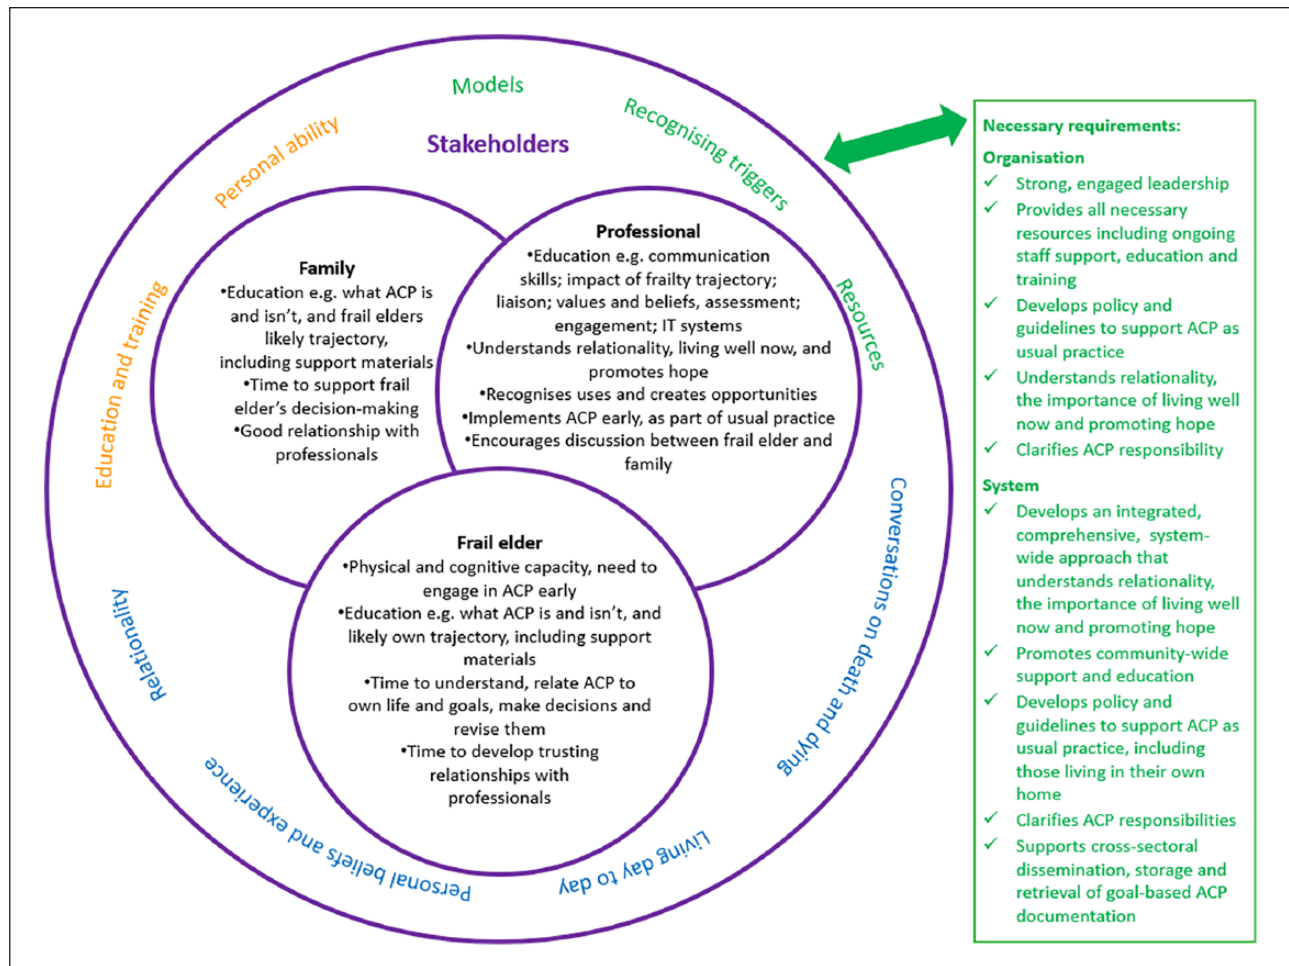 Models
Personal ability
Recognising triggers
Stakeholders
Education and training
Resources
Family
•Education e.g. what ACP is
and isn't, and frail elders
likely trajectory,
including support materials
•Time to support frail
elder's decision-making
•Good relationship with
professionals
Professional
•Education e.g. communication
skills; impact of frailty trajectory;
liaison; values and beliefs, assessment;
engagement; IT systems
•Understands relationality, living well now, and
promotes hope
•Recognises uses and creates opportunities
•Implements ACP early, as part of usual practice
•Encourages discussion between frail elder and
family
Frail elder
•Physical and cognitive capacity, need to
engage in ACP early
•Education e.g. what ACP is and isn't, and
likely own trajectory, including support
materials
•Time to understand, relate ACP to
own life and goals, make decisions and
revise them
•Time to develop trusting
relationships with
professionals
Relationality
Personal beliefs and experience
Living day to day
Conversations on death and dying
Necessary requirements:
Organisation
✓ Strong, engaged leadership
✓ Provides all necessary
resources including ongoing
staff support, education and
training
✓ Develops policy and
guidelines to support ACP as
usual practice
✓ Understands relationality,
the importance of living well
now and promoting hope
✓ Clarifies ACP responsibility
System
✓ Develops an integrated,
comprehensive, system-
wide approach that
understands relationality,
the importance of living well
now and promoting hope
✓ Promotes community-wide
support and education
✓ Develops policy and
guidelines to support ACP as
usual practice, including
those living in their own
home
✓ Clarifies ACP responsibilities
✓ Supports cross-sectoral
dissemination, storage and
retrieval of goal-based ACP
documentation